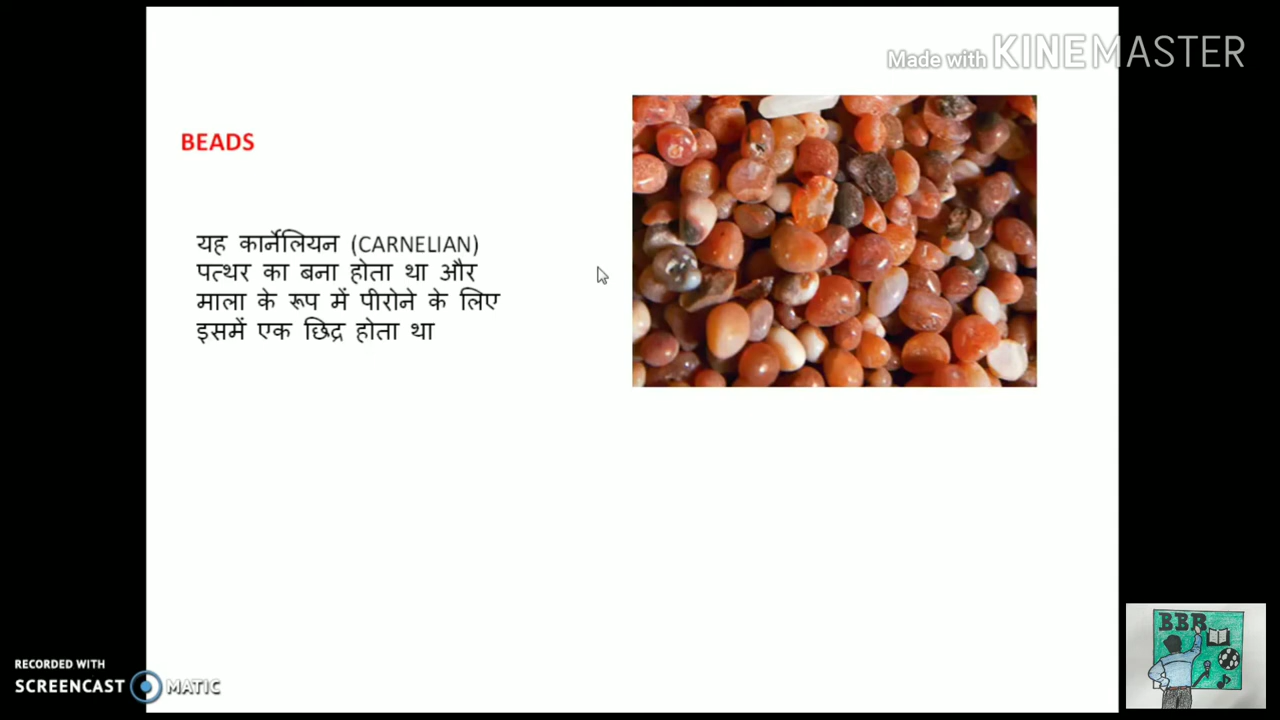 Made with KINEMASTER
BEADS
यह कार्नेलियन (CARNELIAN)
पत्थर का बना होता था और
माला के रूप में पीरोने के लिए
इसमें एक छिद्र होता था
BBR
RECORDED WITH
SCREENCAST MATIC